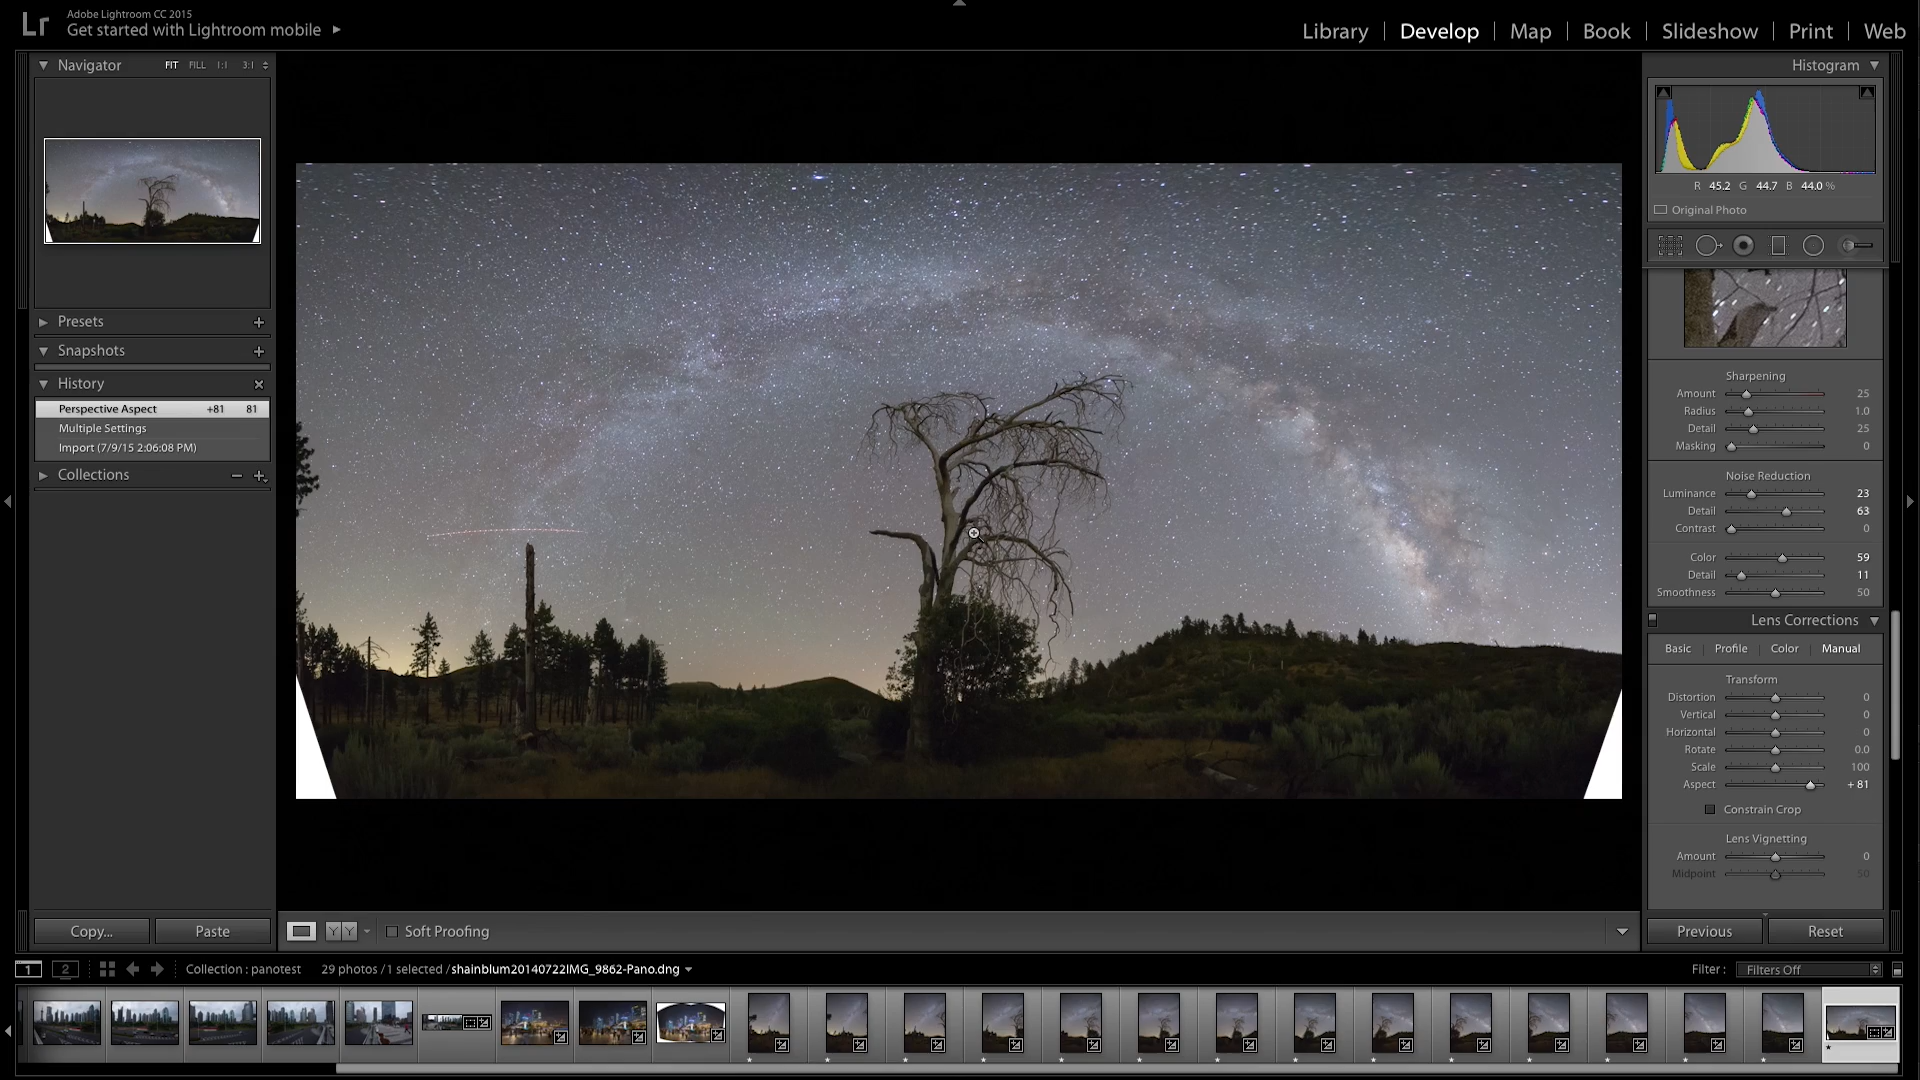 Lr
Adobe Lightroom CC 2015
Get started with Lightroom mobile
Library | Develop | Map | Book | Slideshow | Print | Web
Navigator FIT FILL 1:1 3:1
Presets
Snapshots
History
Perspective Aspect +81 81
Multiple Settings
Import (7/9/15 2:06:08 PM)
Collections
Copy... Paste
Y Y Soft Proofing
Histogram
R 45.2 G 44.7 B 44.0 %
Original Photo
Sharpening
Amount 25
Radius 1.0
Detail 25
Masking 0
Noise Reduction
Luminance 23
Detail 63
Contrast 0
Color 59
Detail 11
Smoothness 50
Lens Corrections
Basic Profile Color Manual
Transform
Distortion 0
Vertical 0
Horizontal 0
Rotate 0.0
Scale 100
Aspect + 81
Constrain Crop
Lens Vignetting
Amount 0
Midpoint 50
Previous Reset
1 2 Collection : panotest 29 photos /1 selected /shainblum20140722IMG_9862-Pano.dng Filter : Filters Off